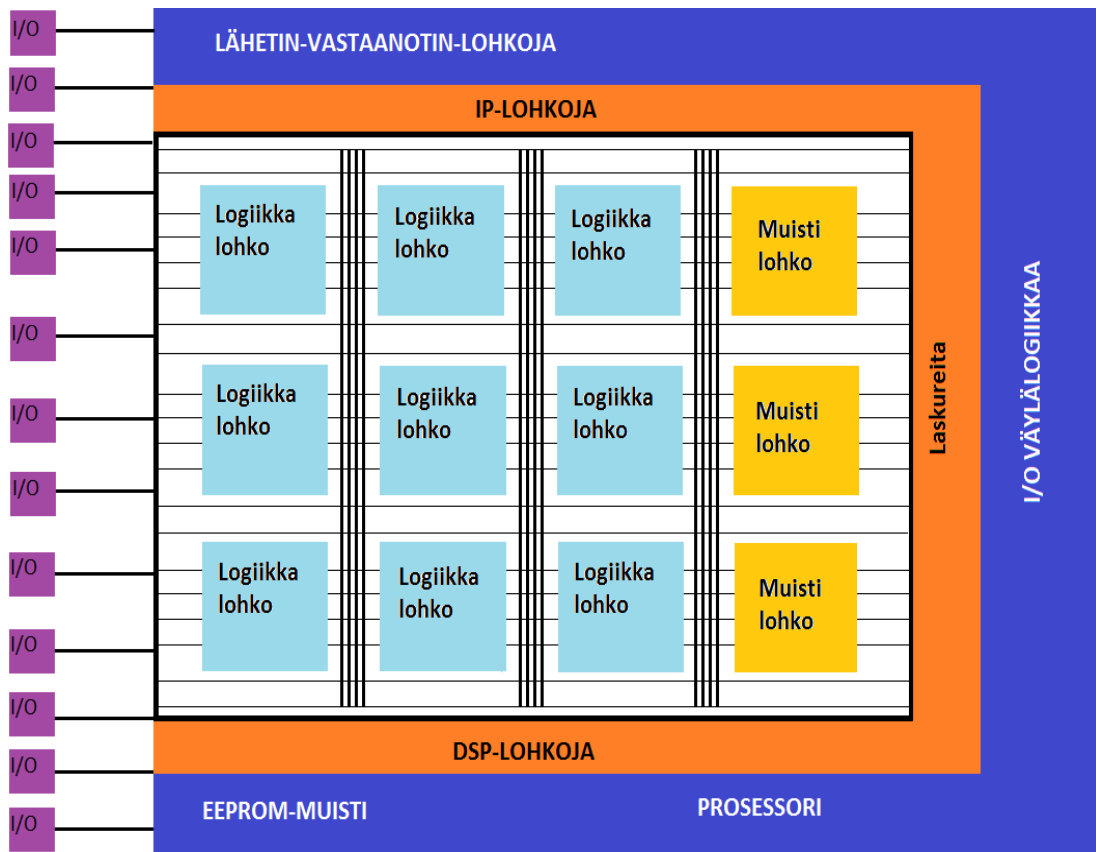 I/O
LÄHETIN-VASTAANOTIN-LOHKOJA
I/O
IP-LOHKOJA
I/O
I/O
Logiikka
lohko
Logiikka
lohko
Logiikka
lohko
Muisti
lohko
I/O
I/O
Logiikka
lohko
Logiikka
lohko
Logiikka
lohko
Muisti
lohko
Laskureita
I/O VÄYLÄLOGIIKKAA
I/O
I/O
I/O
Logiikka
lohko
Logiikka
lohko
Logiikka
lohko
Muisti
lohko
I/O
I/O
DSP-LOHKOJA
I/O
EEPROM-MUISTI
PROSESSORI
I/O